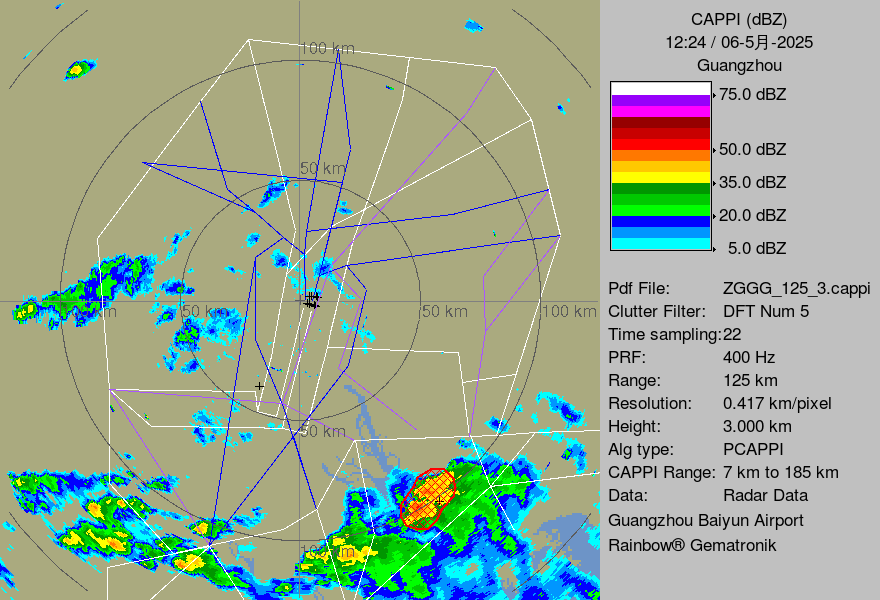 CAPPI (dBZ)
12:24 / 06-5月-2025
Guangzhou
75.0 dBZ
50.0 dBZ
35.0 dBZ
20.0 dBZ
5.0 dBZ
Pdf File: ZGGG_125_3.cappi
Clutter Filter: DFT Num 5
Time sampling: 22
PRF: 400 Hz
Range: 125 km
Resolution: 0.417 km/pixel
Height: 3.000 km
Alg type: PCAPPI
CAPPI Range: 7 km to 185 km
Data: Radar Data
Guangzhou Baiyun Airport
Rainbow® Gematronik
100 km
50 km
50 km
50 km
100 km
50 km